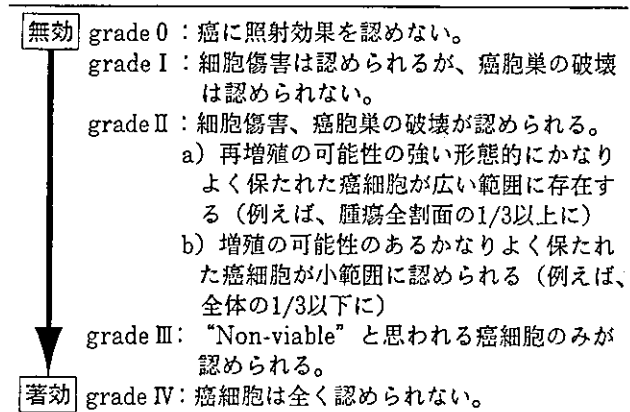 無効 grade 0：癌に照射効果を認めない。
grade Ⅰ：細胞傷害は認められるが、癌胞巣の破壊
は認められない。
grade Ⅱ：細胞傷害、癌胞巣の破壊が認められる。
a）再増殖の可能性の強い形態的にかなり
よく保たれた癌細胞が広い範囲に存在す
る（例えば、腫瘍全割面の1/3以上に）
b）増殖の可能性のあるかなりよく保たれ
た癌細胞が小範囲に認められる（例えば、
全体の1/3以下に）
grade Ⅲ：“Non-viable”と思われる癌細胞のみが
認められる。
著効 grade Ⅳ：癌細胞は全く認められない。